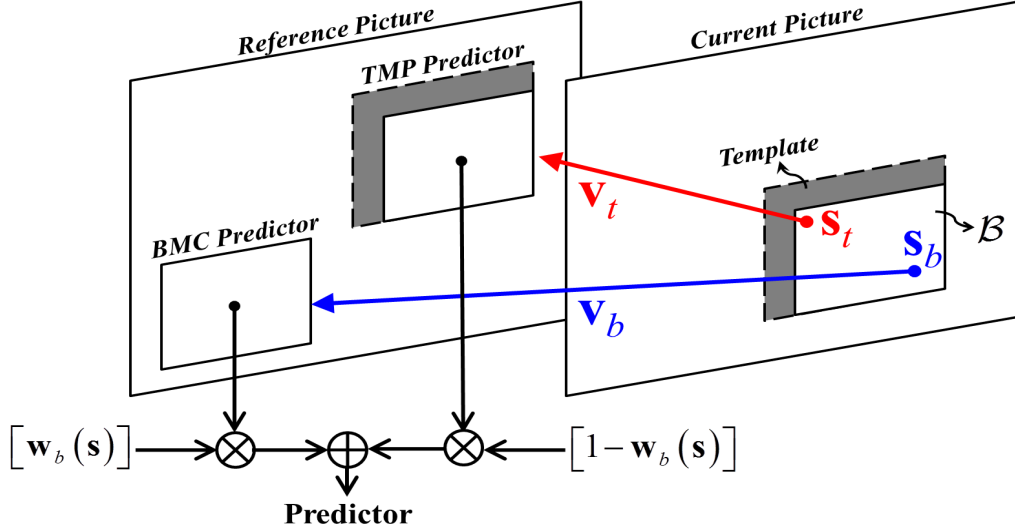 Reference Picture
Current Picture
TMP Predictor
Template
BMC Predictor
𝐯_t
𝐬_t
ℬ
𝐬_b
𝐯_b
[𝐰_b(𝐬)]
[1−𝐰_b(𝐬)]
Predictor